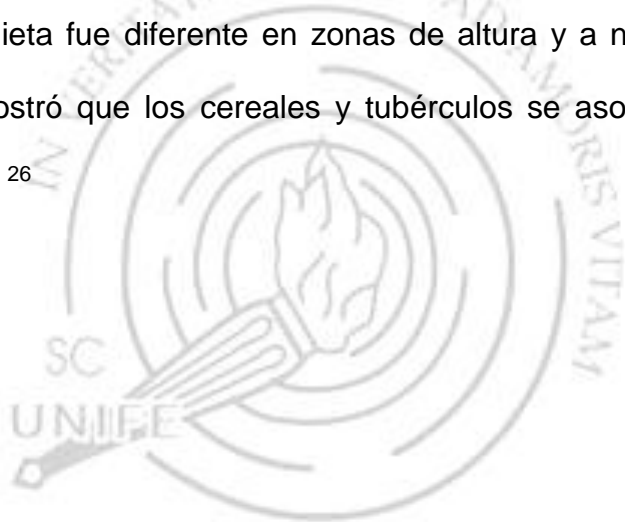 ieta fue diferente en zonas de altura y a n
ostró que los cereales y tubérculos se aso
26
SC
UNIFE